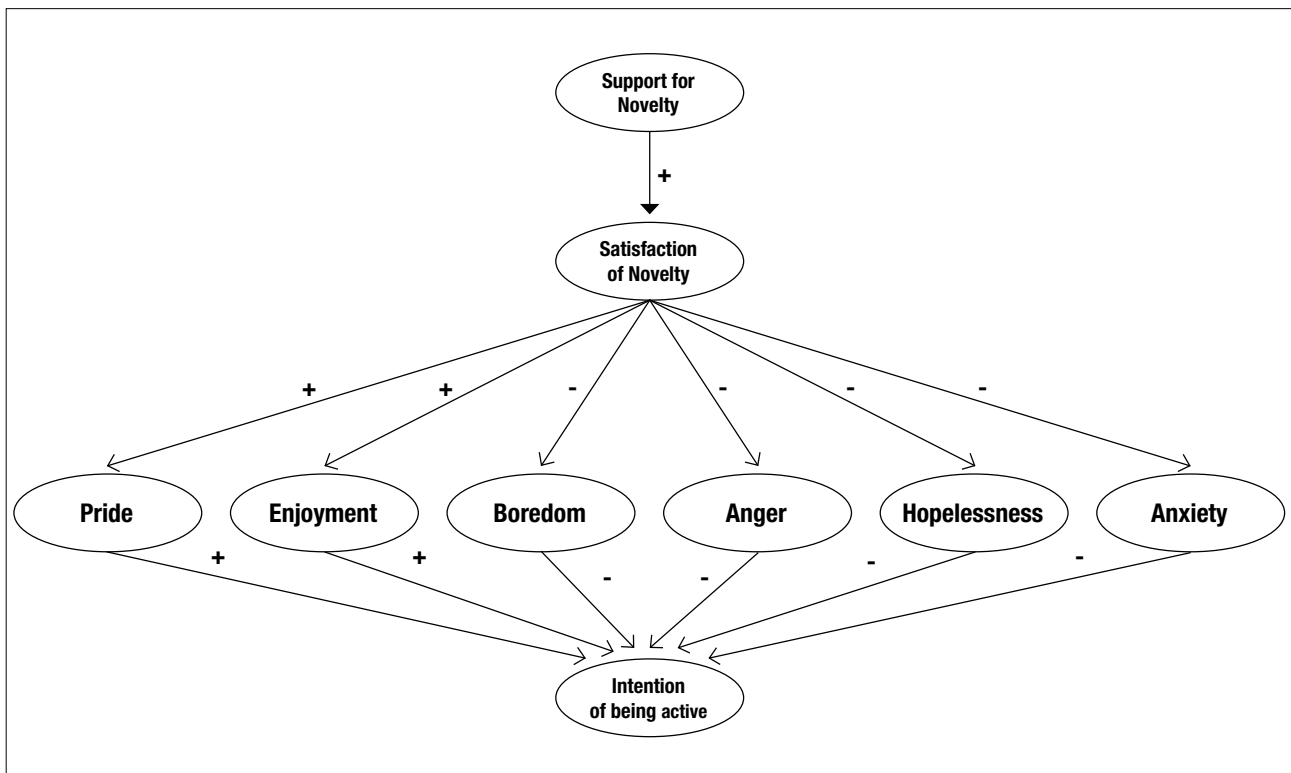 Support for
Novelty
+
Satisfaction
of Novelty
+ + - - - -
Pride Enjoyment Boredom Anger Hopelessness Anxiety
+ + - - - -
Intention
of being active